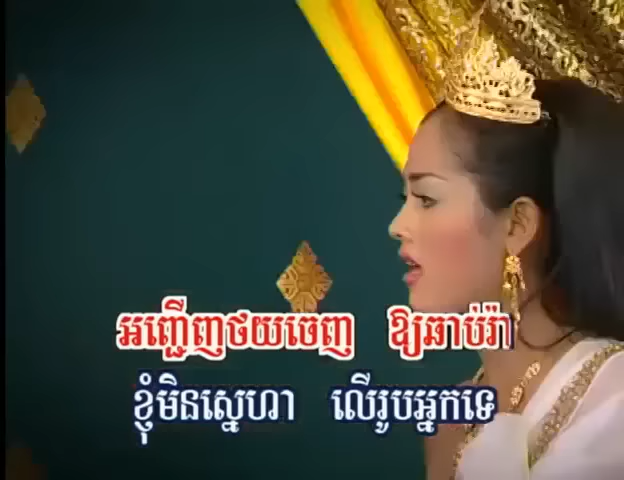 អញ្ជើញថយចេញ ឱ្យឆាប់រ៉ា
ខ្ញុំមិនស្នេហា លើរូបអ្នកទេ